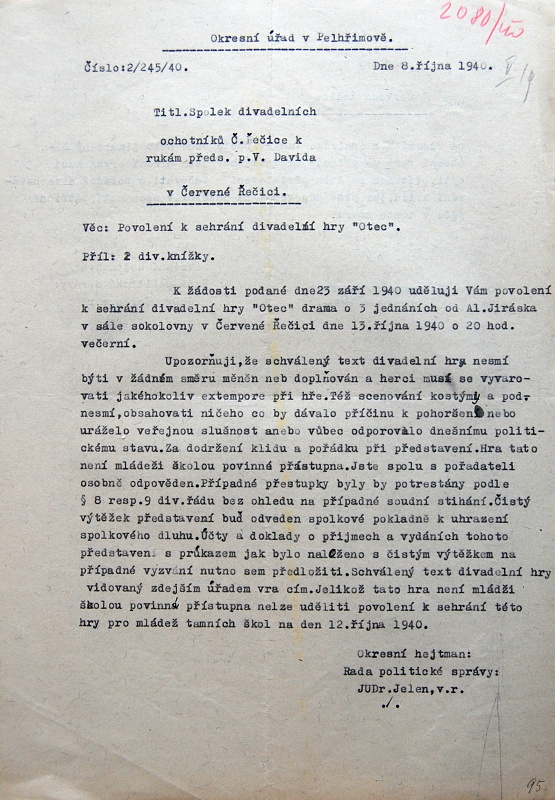 2080/
Okresní úřad v Pelhřimově.
Číslo:2/245/40.
Dne 8.října 1940.
Titl.Spolek divadelních
ochotníků Č.Řečice k
rukám předs. p.V. Davida
v Červené Řečici.
Věc: Povolení k sehrání divadelní hry "Otec".
Příl: 2 div.knížky.
K žádosti podané dne23 září 1940 uděluji Vám povolení
k sehrání divadelní hry "Otec" drama o 3 jednáních od Al.Jiráska
v sále sokolovny v Červené Řečici dne 13.října 1940 o 20 hod.
večerní.
Upozorňuji,že schválený text divadelní hra nesmí
býti v žádném směru měněn neb doplňován a herci musí se vyvaro-
vati jakéhokoliv extempore při hře.Též scenování kostýmy a pod.
nesmí,obsahovati ničeho co by dávalo příčinu k pohoršení nebo
uráželo veřejnou slušnost anebo vůbec odporovalo dnešnímu politi-
ckému stavu.Za dodržení klidu a pořádku při představení.Hra tato
není mládeži školou povinné přástupna.Jste spolu s pořadateli
osobně odpověden.Případné přestupky byly by potrestány podle
§ 8 resp.9 div.řádu bez ohledu na případné soudní stihání.Čistý
výtěžek představení buď odveden spolkové pokladně k uhrazení
spolkového dluhu.Účty a doklady o přijmech a vydáních tohoto
představení s průkazem jak bylo naloženo s čistým výtěžkem na
případné vyzvání nutno sem předložiti.Schválený text divadelní hry
vidovaný zdejším úřadem vra cím.Jelikož tato hra není mládži
školou povinné přístupna nelze uděliti povolení k sehrání této
hry pro mládež tamních škol na den 12.října 1940.
Okresní hejtman:
Rada politické správy:
JUDr.Jelen,v.r.
./.
95